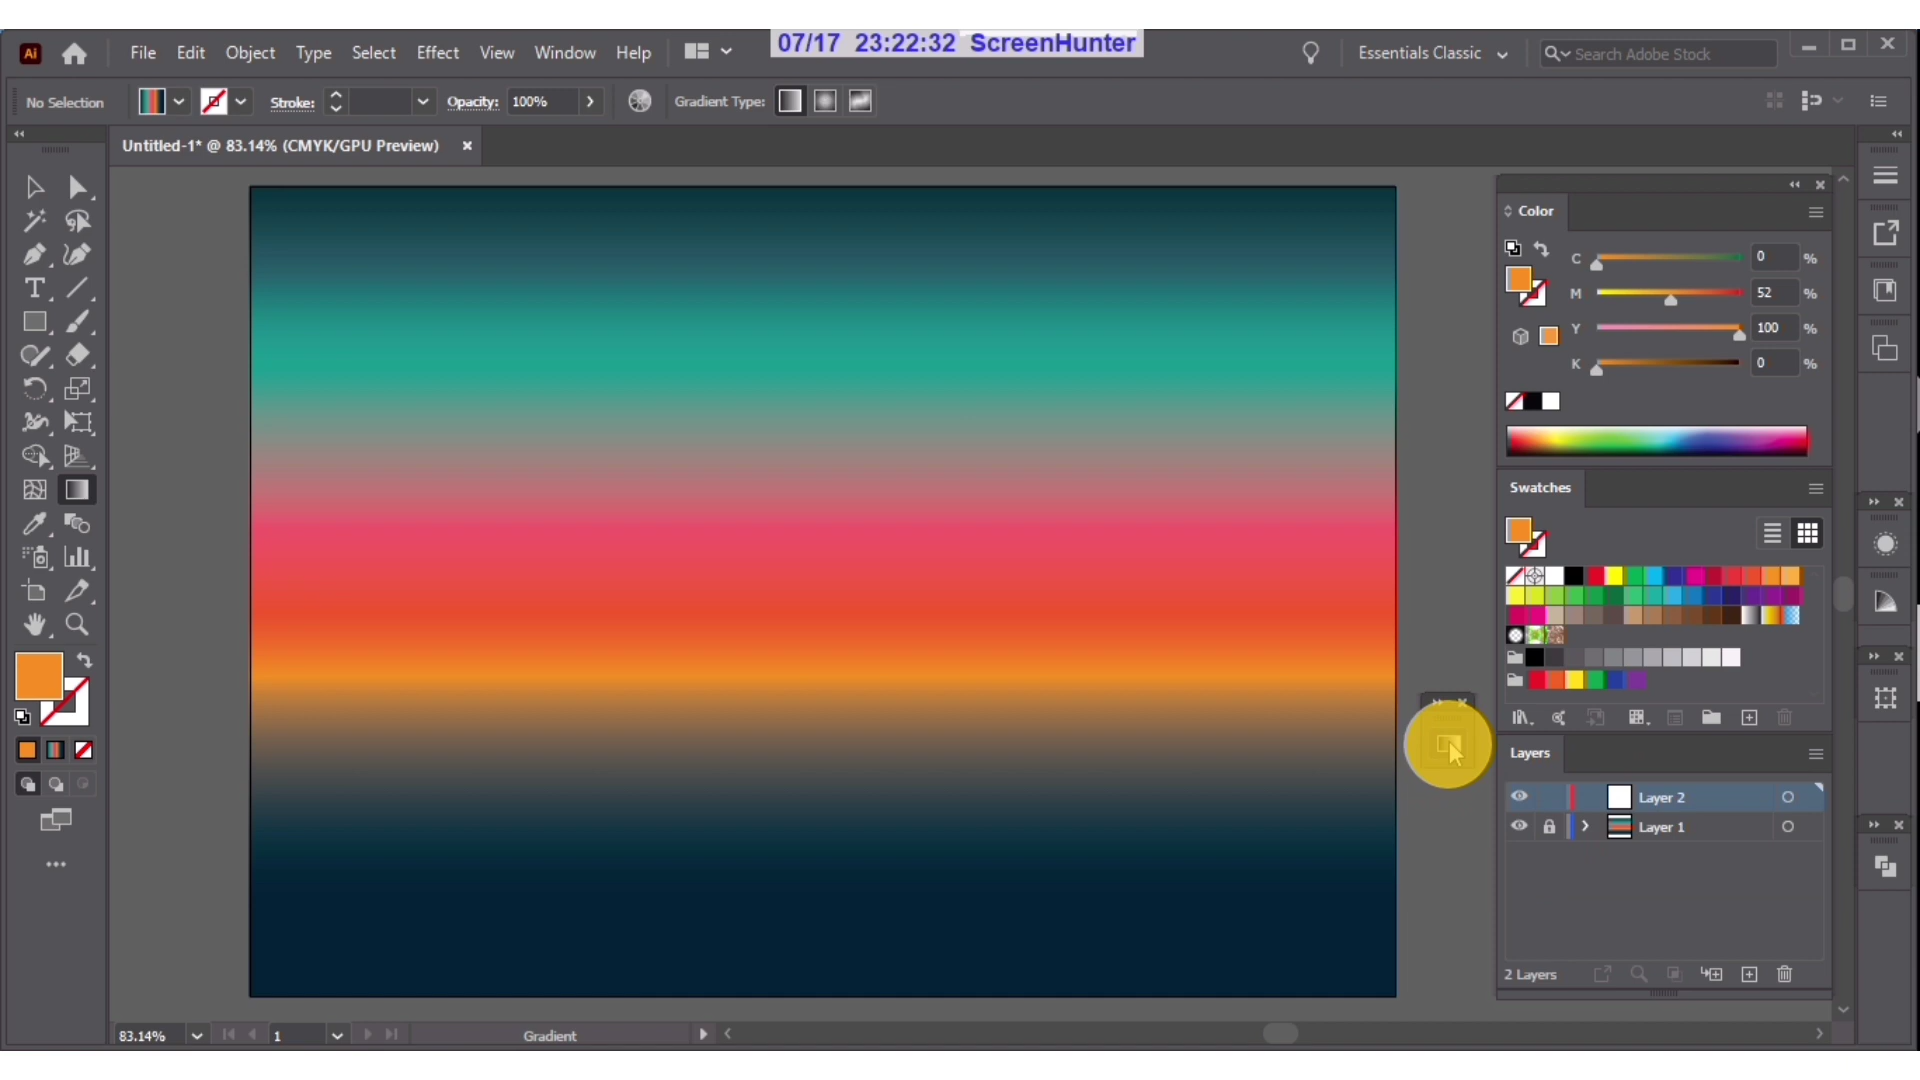 07/17 23:22:32 ScreenHunter
Ai File Edit Object Type Select Effect View Window Help Essentials Classic Search Adobe Stock
No Selection Stroke: Opacity: 100% Gradient Type:
Untitled-1* @ 83.14% (CMYK/GPU Preview)
Color
C 0 %
M 52 %
Y 100 %
K 0 %
Swatches
Layers
Layer 2
Layer 1
2 Layers
83.14% 1 Gradient